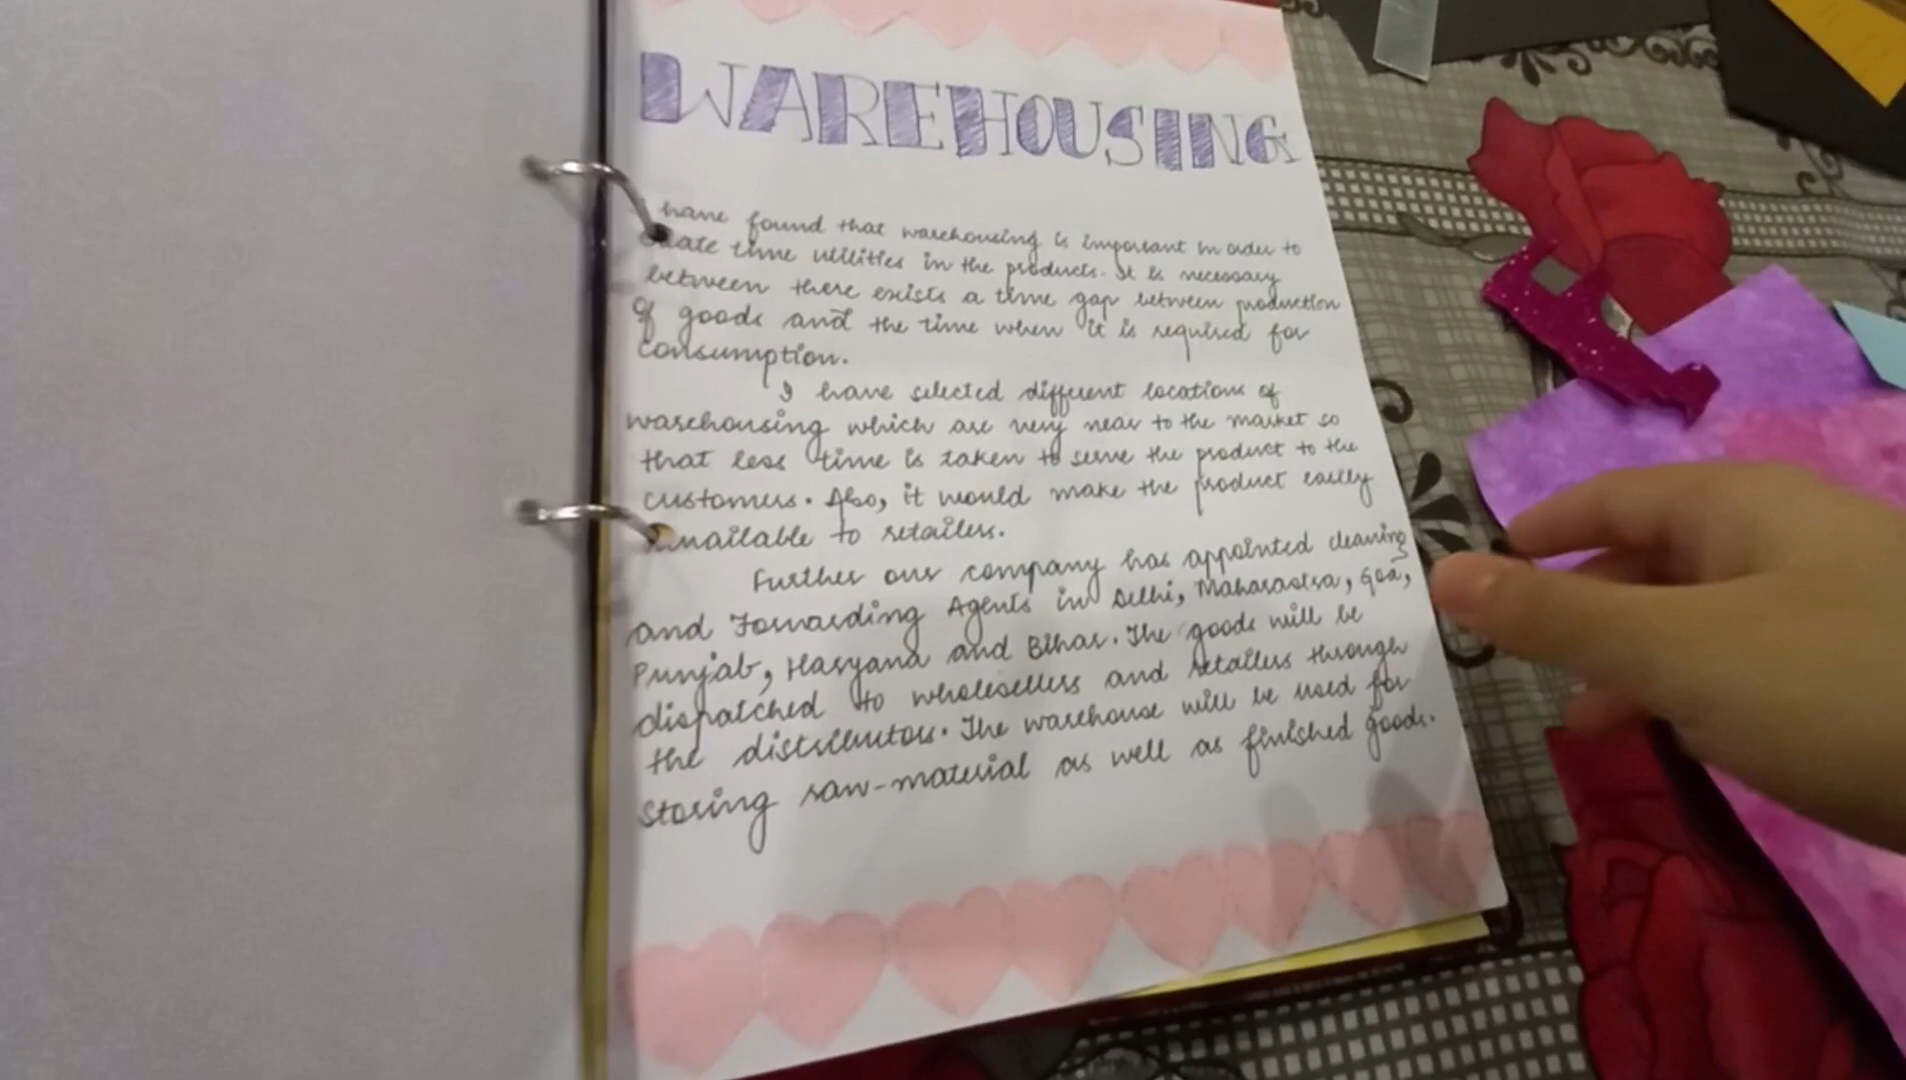 WAREHOUSING
I have found that warehousing is important in order to
create time utilities in the products. It is necessary
between there exists a time gap between production
of goods and the time when it is required for
consumption.
I have selected different locations of
warehousing which are very near to the market so
that less time is taken to serve the product to the
customers. Also, it would make the product easily
available to retailers.
Further our company has appointed cleaning
and Forwarding Agents in Delhi, Maharastra, Goa,
Punjab, Haryana and Bihar. The goods will be
dispatched to wholesellers and retailers through
the distributors. The warehouse will be used for
storing raw-material as well as finished goods.